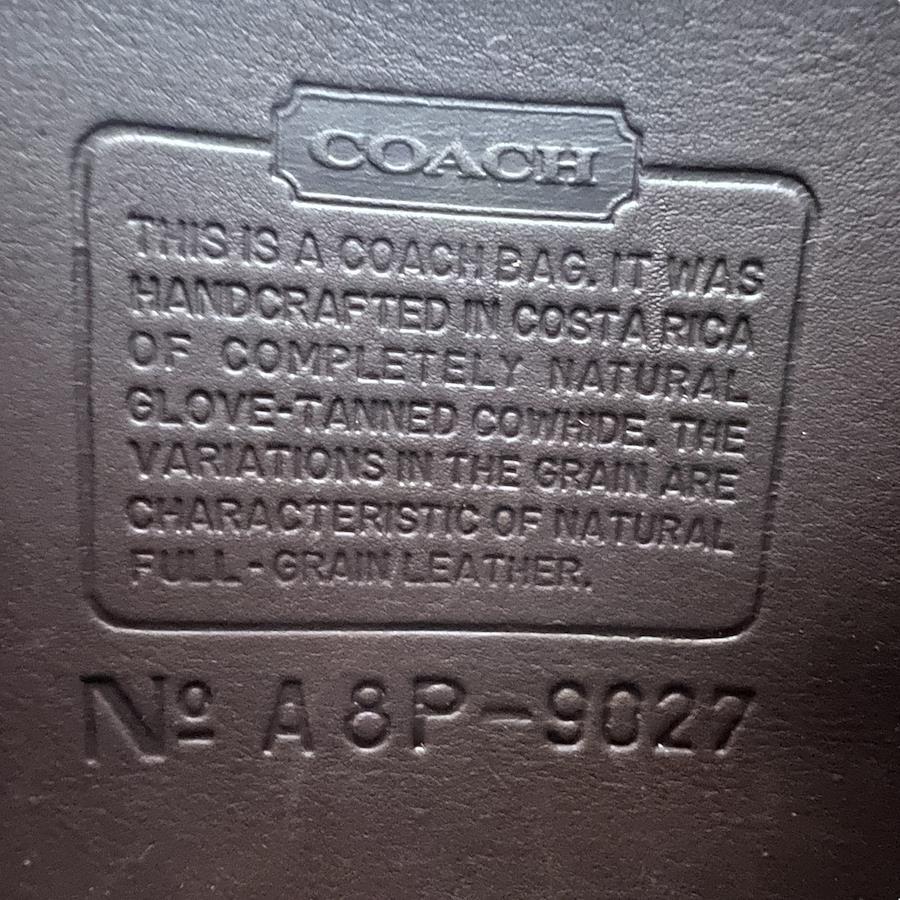 COACH
THIS IS A COACH BAG. IT WAS
HANDCRAFTED IN COSTA RICA
OF COMPLETELY NATURAL
GLOVE-TANNED COWHIDE. THE
VARIATIONS IN THE GRAIN ARE
CHARACTERISTIC OF NATURAL
FULL-GRAIN LEATHER.
Nº A8P-9027